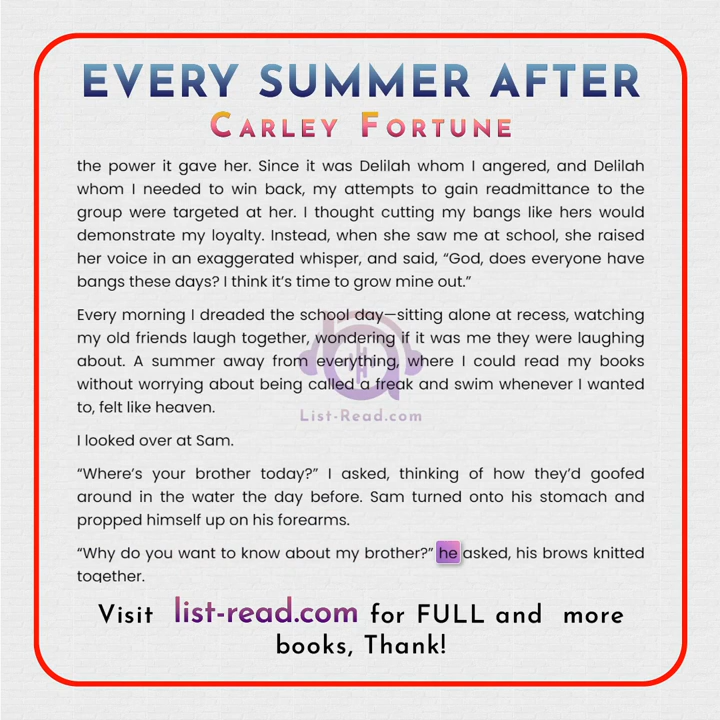 EVERY SUMMER AFTER
CARLEY FORTUNE
the power it gave her. Since it was Delilah whom I angered, and Delilah
whom I needed to win back, my attempts to gain readmittance to the
group were targeted at her. I thought cutting my bangs like hers would
demonstrate my loyalty. Instead, when she saw me at school, she raised
her voice in an exaggerated whisper, and said, “God, does everyone have
bangs these days? I think it’s time to grow mine out.”
Every morning I dreaded the school day—sitting alone at recess, watching
my old friends laugh together, wondering if it was me they were laughing
about. A summer away from everything, where I could read my books
without worrying about being called a freak and swim whenever I wanted
to, felt like heaven.
List-Read.com
I looked over at Sam.
“Where’s your brother today?” I asked, thinking of how they’d goofed
around in the water the day before. Sam turned onto his stomach and
propped himself up on his forearms.
“Why do you want to know about my brother?” he asked, his brows knitted
together.
Visit list-read.com for FULL and more
books, Thank!